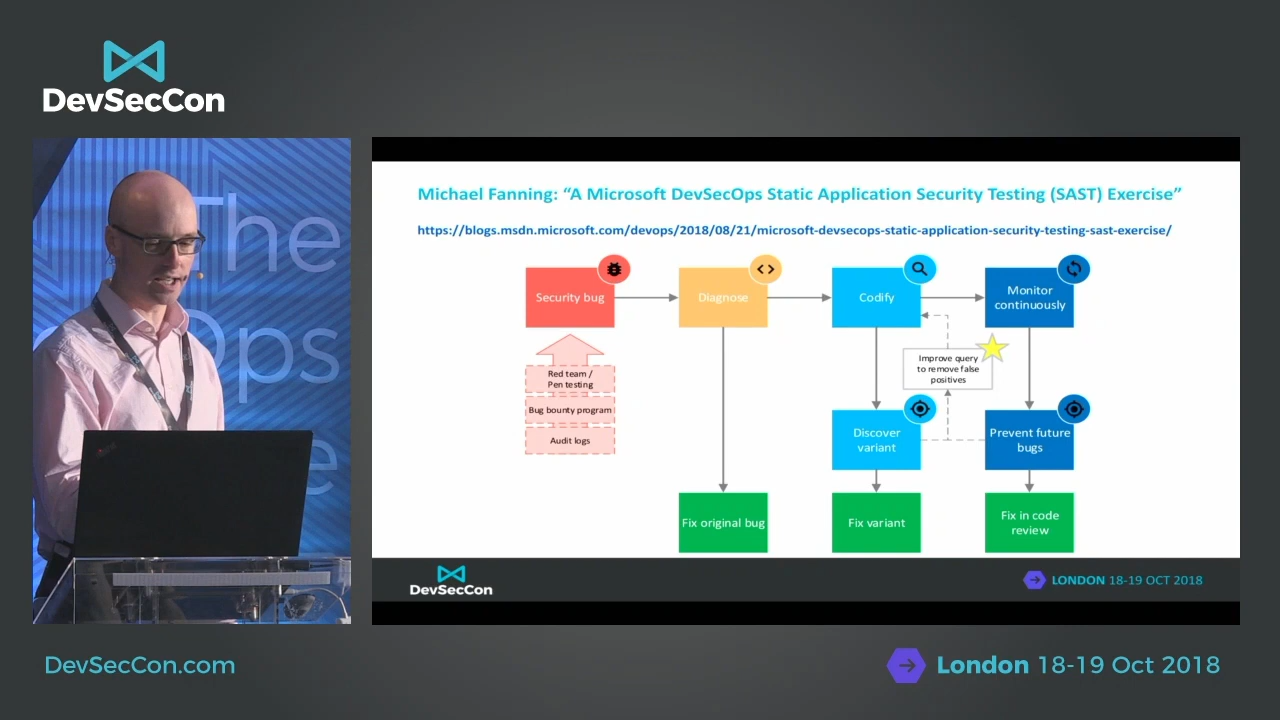 DevSecCon
The
Ops
Michael Fanning: “A Microsoft DevSecOps Static Application Security Testing (SAST) Exercise”
https://blogs.msdn.microsoft.com/devops/2018/08/21/microsoft-devsecops-static-application-security-testing-sast-exercise/
Security bug
Diagnose
Codify
Monitor
continuously
Improve query
to remove false
positives
Red team /
Pen testing
Bug bounty program
Audit logs
Discover
variant
Prevent future
bugs
Fix original bug
Fix variant
Fix in code
review
DevSecCon
LONDON 18-19 OCT 2018
DevSecCon.com
London 18-19 Oct 2018